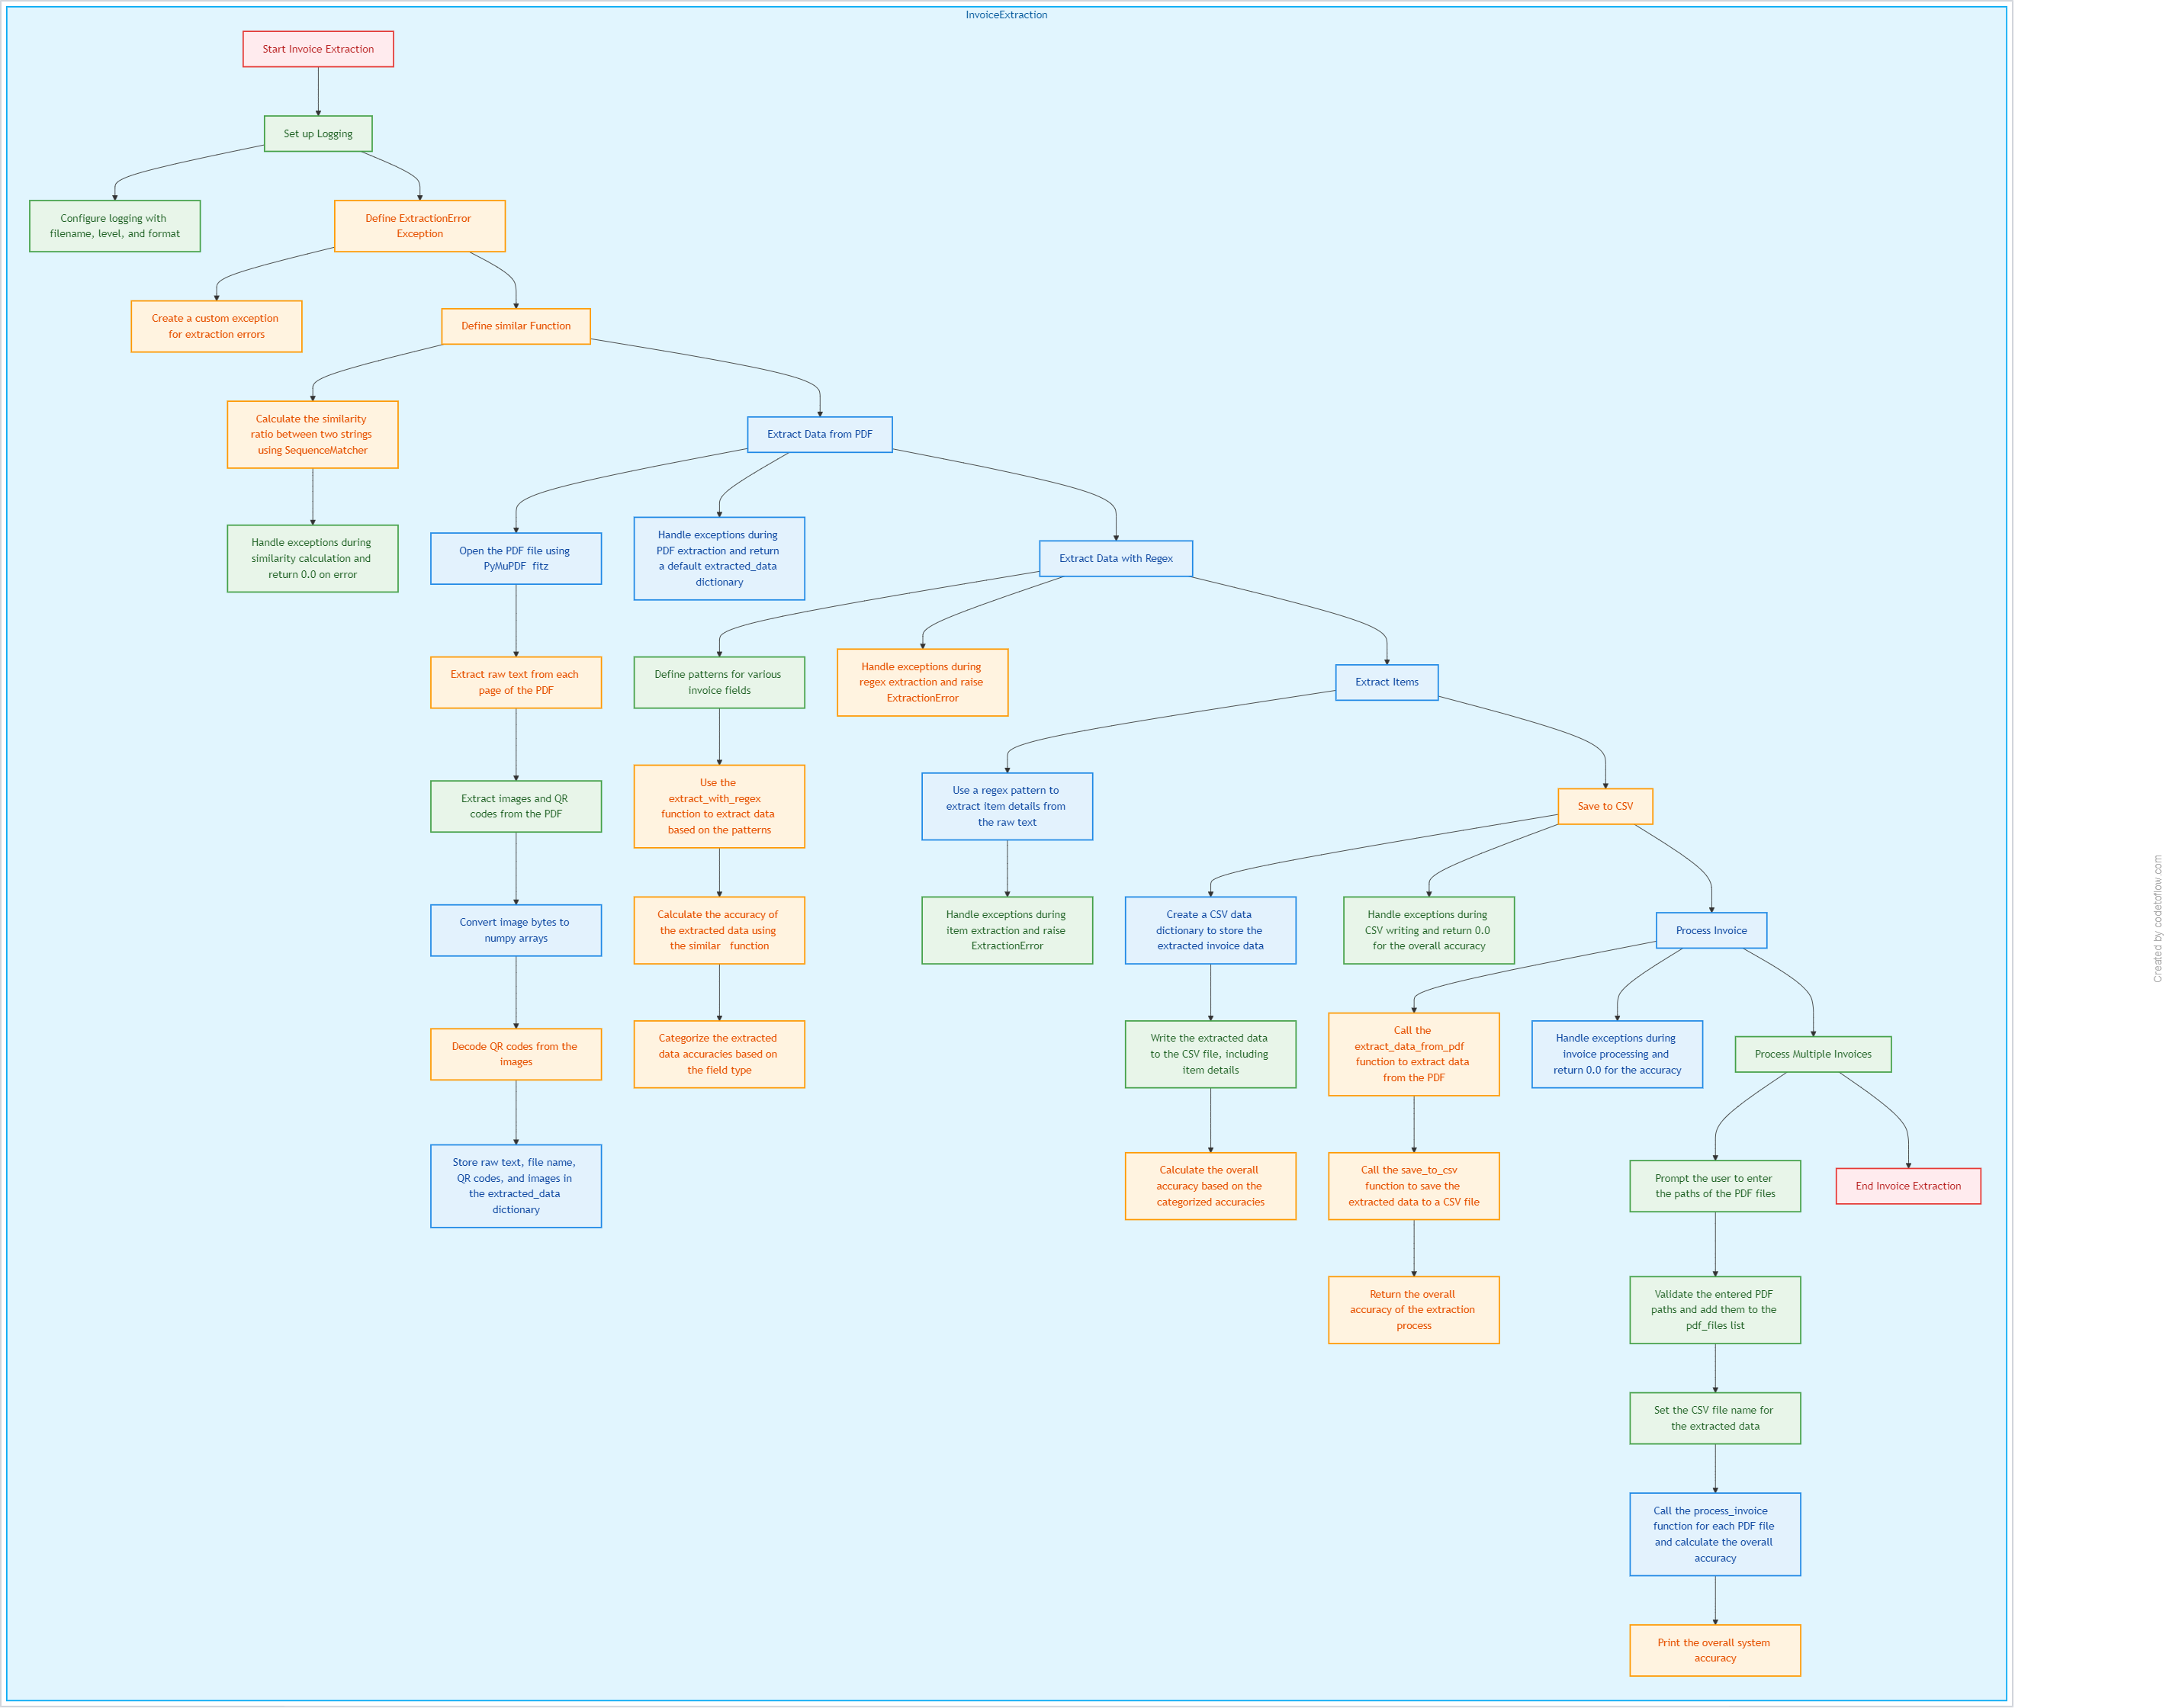 InvoiceExtraction
Start Invoice Extraction
Set up Logging
Configure logging with
filename, level, and format
Define ExtractionError
Exception
Create a custom exception
for extraction errors
Define similar Function
Calculate the similarity
ratio between two strings
using SequenceMatcher
Handle exceptions during
similarity calculation and
return 0.0 on error
Extract Data from PDF
Open the PDF file using
PyMuPDF fitz
Extract raw text from each
page of the PDF
Extract images and QR
codes from the PDF
Convert image bytes to
numpy arrays
Decode QR codes from the
images
Store raw text, file name,
QR codes, and images in
the extracted_data
dictionary
Handle exceptions during
PDF extraction and return
a default extracted_data
dictionary
Extract Data with Regex
Define patterns for various
invoice fields
Use the
extract_with_regex
function to extract data
based on the patterns
Calculate the accuracy of
the extracted data using
the similar function
Categorize the extracted
data accuracies based on
the field type
Handle exceptions during
regex extraction and raise
ExtractionError
Extract Items
Use a regex pattern to
extract item details from
the raw text
Handle exceptions during
item extraction and raise
ExtractionError
Save to CSV
Create a CSV data
dictionary to store the
extracted invoice data
Write the extracted data
to the CSV file, including
item details
Calculate the overall
accuracy based on the
categorized accuracies
Handle exceptions during
CSV writing and return 0.0
for the overall accuracy
Process Invoice
Call the
extract_data_from_pdf
function to extract data
from the PDF
Call the save_to_csv
function to save the
extracted data to a CSV file
Return the overall
accuracy of the extraction
process
Handle exceptions during
invoice processing and
return 0.0 for the accuracy
Process Multiple Invoices
Prompt the user to enter
the paths of the PDF files
Validate the entered PDF
paths and add them to the
pdf_files list
Set the CSV file name for
the extracted data
Call the process_invoice
function for each PDF file
and calculate the overall
accuracy
Print the overall system
accuracy
End Invoice Extraction
Created by codetoflow.com